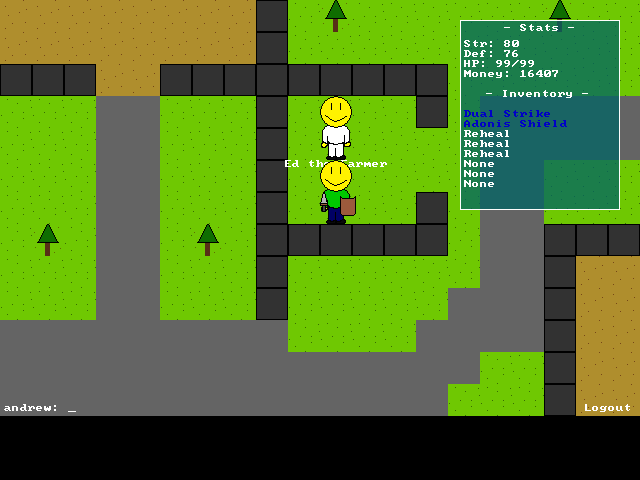 - Stats -
Str: 80
Def: 76
HP: 99/99
Money: 16407
- Inventory -
Dual Strike
Adonis Shield
Reheal
Reheal
Reheal
None
None
None
Ed the Farmer
andrew: _
Logout